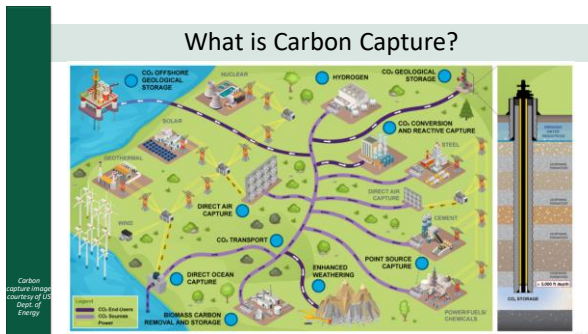 What is Carbon Capture?
CO₂ OFFSHORE
GEOLOGICAL
STORAGE
NUCLEAR
HYDROGEN
CO₂ GEOLOGICAL
STORAGE
SOLAR
CO₂ CONVERSION
AND REACTIVE CAPTURE
STEEL
GEOTHERMAL
DIRECT AIR
CAPTURE
DIRECT AIR
CAPTURE
WIND
CEMENT
CO₂ TRANSPORT
DIRECT OCEAN
CAPTURE
ENHANCED
WEATHERING
POINT SOURCE
CAPTURE
BIOMASS CARBON
REMOVAL AND STORAGE
POWER/FUELS/
CHEMICALS
Legend
CO₂ End-Users
CO₂ Sources
Power
CO₂ STORAGE
Carbon
capture image
courtesy of US
Dept. of
Energy